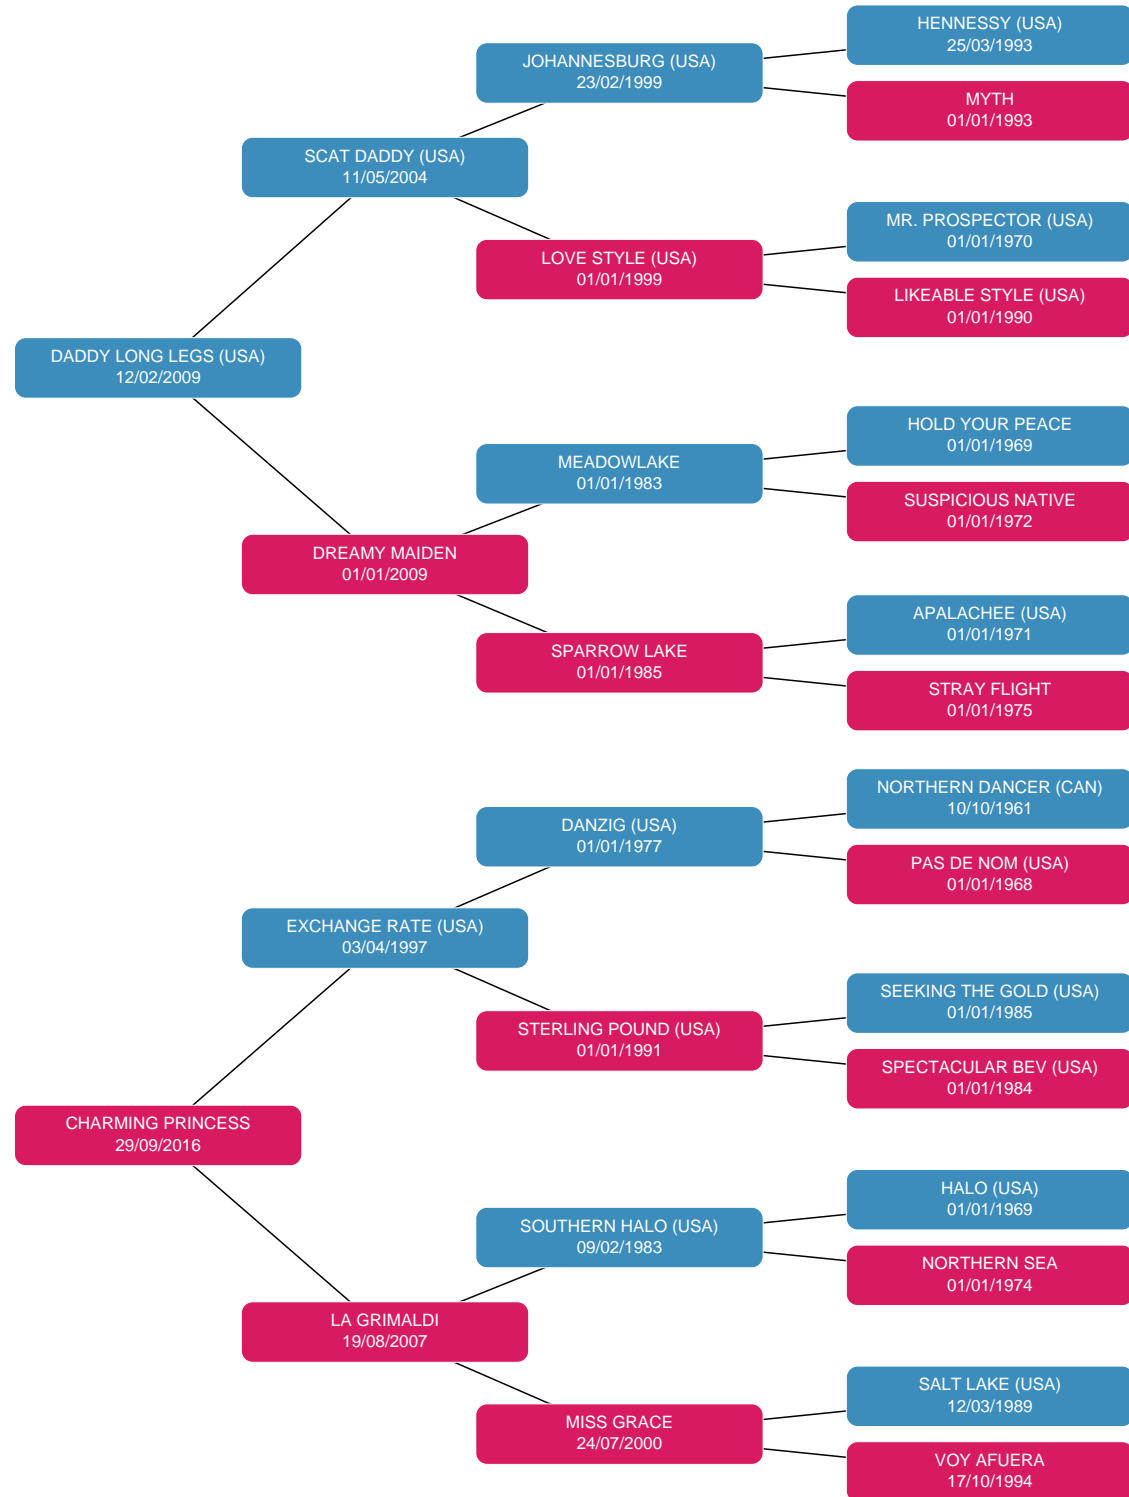 HENNESSY (USA)
25/03/1993
JOHANNESBURG (USA)
23/02/1999
MYTH
01/01/1993
SCAT DADDY (USA)
11/05/2004
MR. PROSPECTOR (USA)
01/01/1970
LOVE STYLE (USA)
01/01/1999
LIKEABLE STYLE (USA)
01/01/1990
DADDY LONG LEGS (USA)
12/02/2009
HOLD YOUR PEACE
01/01/1969
MEADOWLAKE
01/01/1983
SUSPICIOUS NATIVE
01/01/1972
DREAMY MAIDEN
01/01/2009
APALACHEE (USA)
01/01/1971
SPARROW LAKE
01/01/1985
STRAY FLIGHT
01/01/1975
NORTHERN DANCER (CAN)
10/10/1961
DANZIG (USA)
01/01/1977
PAS DE NOM (USA)
01/01/1968
EXCHANGE RATE (USA)
03/04/1997
SEEKING THE GOLD (USA)
01/01/1985
STERLING POUND (USA)
01/01/1991
SPECTACULAR BEV (USA)
01/01/1984
CHARMING PRINCESS
29/09/2016
HALO (USA)
01/01/1969
SOUTHERN HALO (USA)
09/02/1983
NORTHERN SEA
01/01/1974
LA GRIMALDI
19/08/2007
SALT LAKE (USA)
12/03/1989
MISS GRACE
24/07/2000
VOY AFUERA
17/10/1994